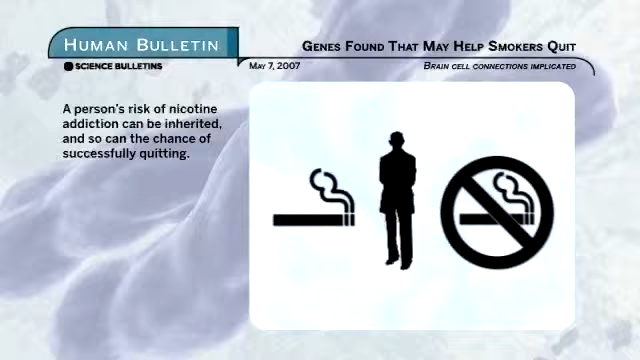 HUMAN BULLETIN
SCIENCE BULLETINS
GENES FOUND THAT MAY HELP SMOKERS QUIT
MAY 7, 2007
BRAIN CELL CONNECTIONS IMPLICATED
A person's risk of nicotine
addiction can be inherited,
and so can the chance of
successfully quitting.